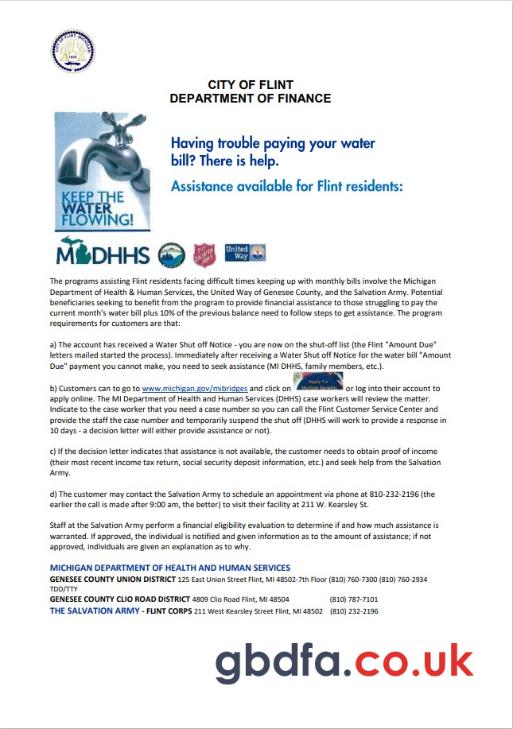 CITY OF FLINT
DEPARTMENT OF FINANCE
Having trouble paying your water
bill? There is help.
Assistance available for Flint residents:
KEEP THE
WATER
FLOWING!
MDHHS
United
Way
The programs assisting Flint residents facing difficult times keeping up with monthly bills involve the Michigan
Department of Health & Human Services, the United Way of Genesee County, and the Salvation Army. Potential
beneficiaries seeking to benefit from the program to provide financial assistance to those struggling to pay the
current month's water bill plus 10% of the previous balance need to follow steps to get assistance. The program
requirements for customers are that:
a) The account has received a Water Shut off Notice - you are now on the shut-off list (the Flint "Amount Due"
letters mailed started the process). Immediately after receiving a Water Shut off Notice for the water bill "Amount
Due" payment you cannot make, you need to seek assistance (MI DHHS, family members, etc.).
b) Customers can go to www.michigan.gov/mibridges and click on Apply For or log into their account to
apply online. The MI Department of Health and Human Services (DHHS) case workers will review the matter.
Indicate to the case worker that you need a case number so you can call the Flint Customer Service Center and
provide the staff the case number and temporarily suspend the shut off (DHHS will work to provide a response in
10 days - a decision letter will either provide assistance or not).
c) If the decision letter indicates that assistance is not available, the customer needs to obtain proof of income
(their most recent income tax return, social security deposit information, etc.) and seek help from the Salvation
Army.
d) The customer may contact the Salvation Army to schedule an appointment via phone at 810-232-2196 (the
earlier the call is made after 9:00 am, the better) to visit their facility at 211 W. Kearsley St.
Staff at the Salvation Army perform a financial eligibility evaluation to determine if and how much assistance is
warranted. If approved, the individual is notified and given information as to the amount of assistance; if not
approved, individuals are given an explanation as to why.
MICHIGAN DEPARTMENT OF HEALTH AND HUMAN SERVICES
GENESEE COUNTY UNION DISTRICT 125 East Union Street Flint, MI 48502-7th Floor (810) 760-7300 (810) 760-2934
TDD/TTY
GENESEE COUNTY CLIO ROAD DISTRICT 4809 Clio Road Flint, MI 48504 (810) 787-7101
THE SALVATION ARMY - FLINT CORPS 211 West Kearsley Street Flint, MI 48502 (810) 232-2196
gbdfa.co.uk